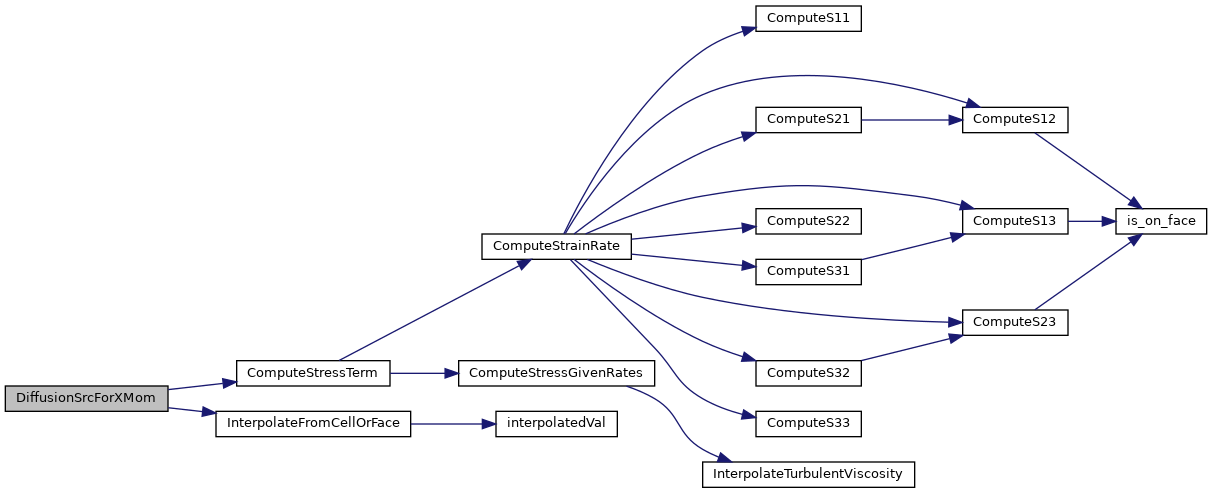 ComputeS11
ComputeS21
ComputeS12
ComputeS22
ComputeS13
is_on_face
ComputeStrainRate
ComputeS31
ComputeS23
ComputeStressTerm
ComputeStressGivenRates
ComputeS32
DiffusionSrcForXMom
InterpolateFromCellOrFace
interpolatedVal
ComputeS33
InterpolateTurbulentViscosity